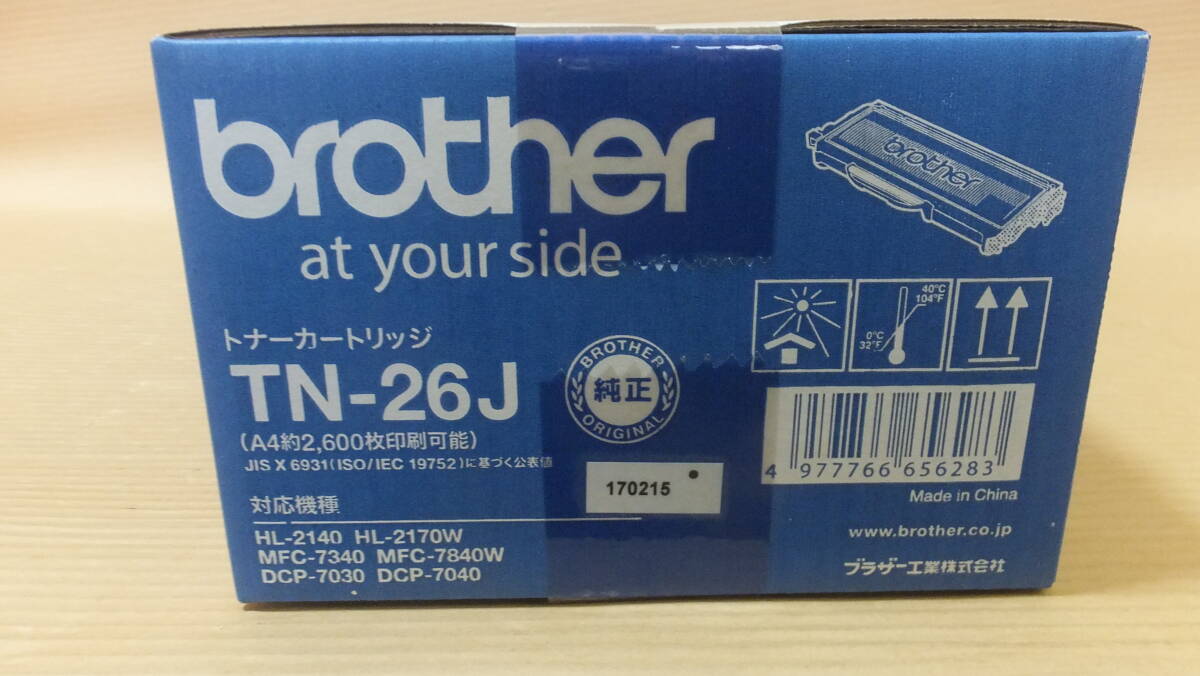 brother
at your side
brother
40°C
104°F
0°C
32°F
トナーカートリッジ
TN-26J
(A4約2,600枚印刷可能)
JIS X 6931(ISO/IEC 19752)に基づく公表値
BROTHER
純正
ORIGINAL
170215
対応機種
HL-2140 HL-2170W
MFC-7340 MFC-7840W
DCP-7030 DCP-7040
4 977766 656283
Made in China
www.brother.co.jp
ブラザー工業株式会社